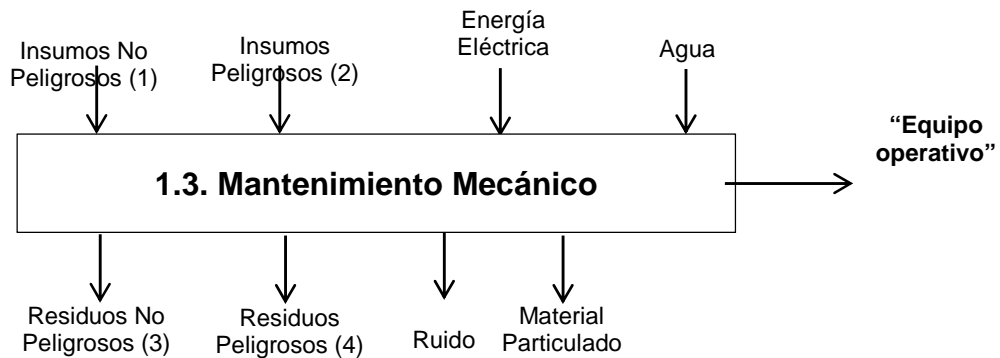 Insumos No
Peligrosos (1)
Insumos
Peligrosos (2)
Energía
Eléctrica
Agua
“Equipo
operativo”
1.3. Mantenimiento Mecánico
Residuos No
Peligrosos (3)
Residuos
Peligrosos (4)
Ruido
Material
Particulado